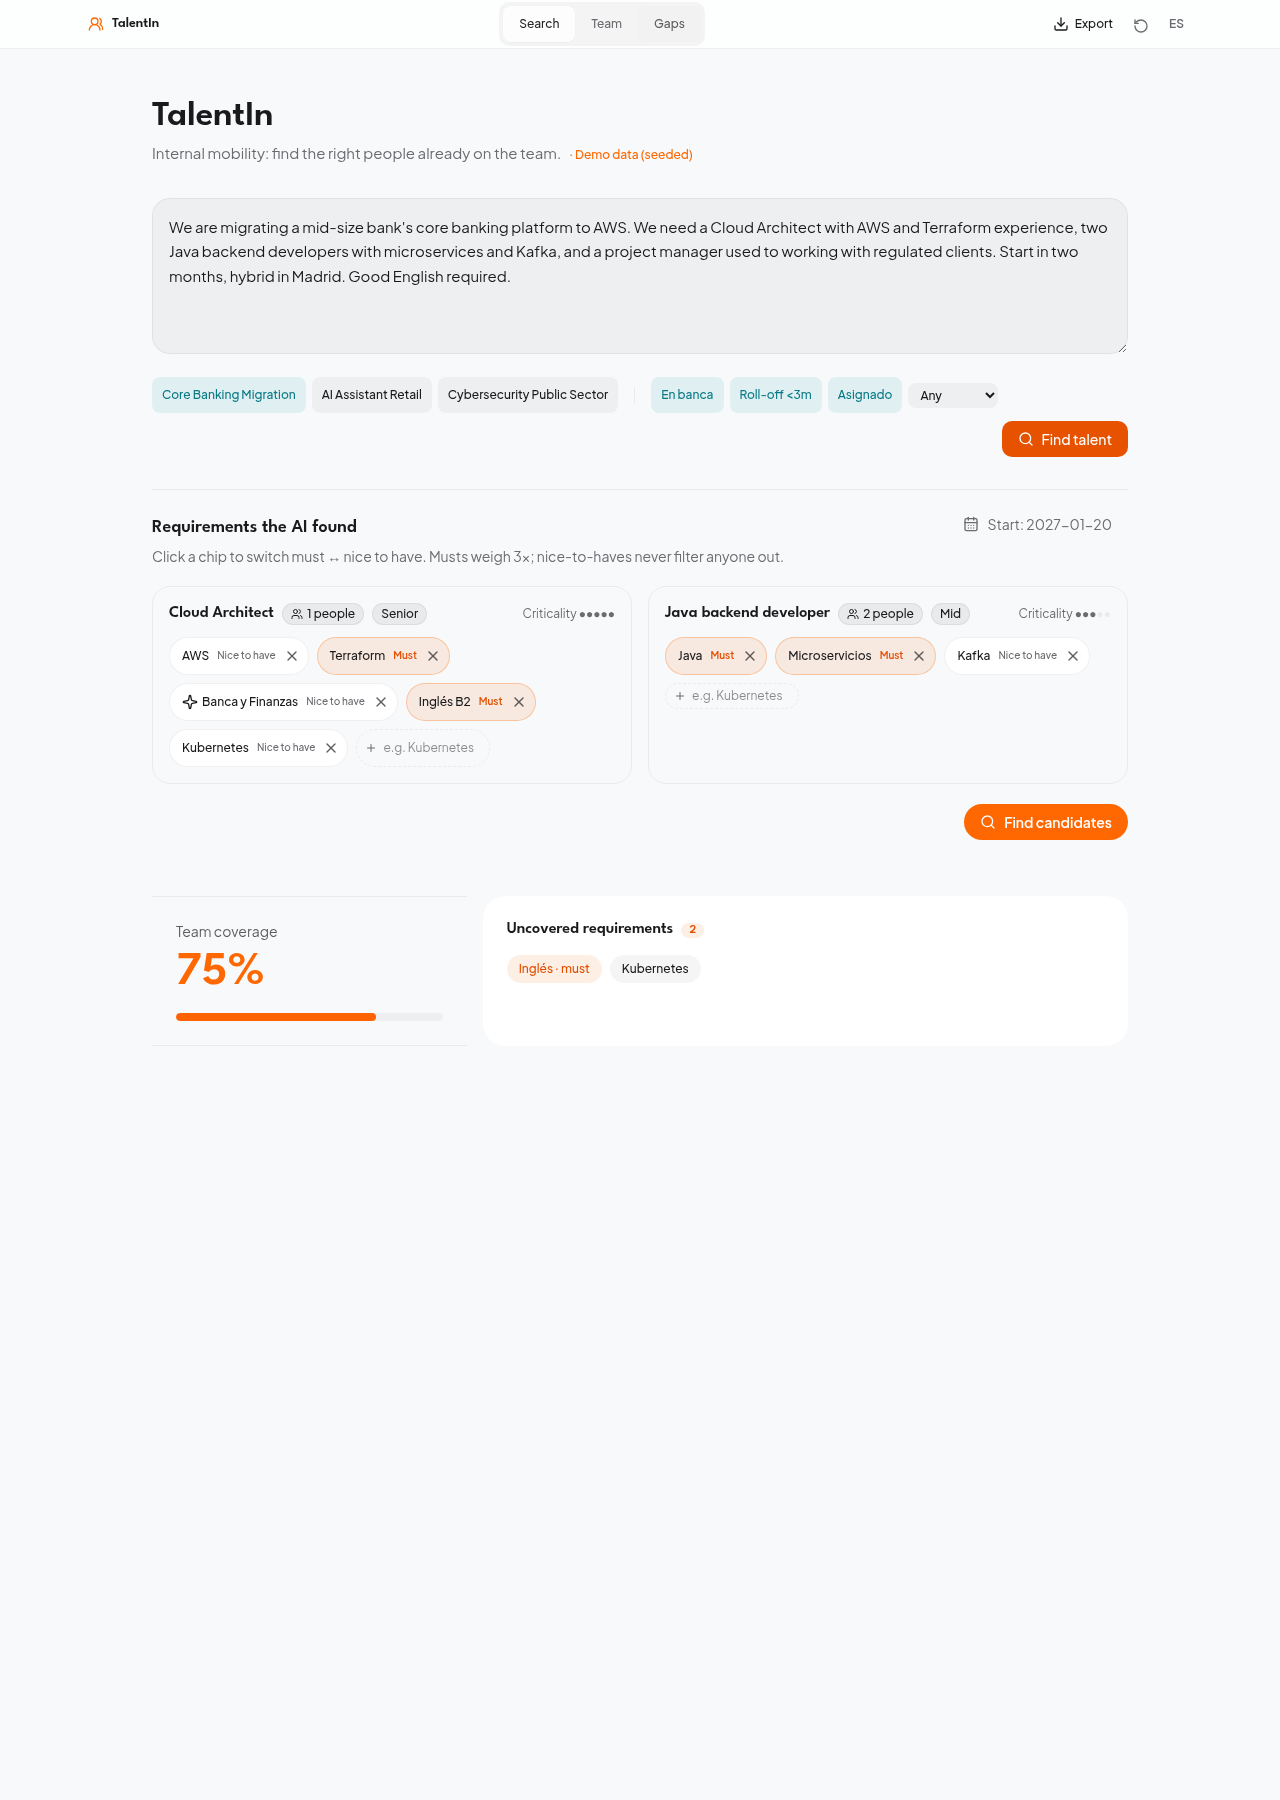 TalentIn
Search
Team
Gaps
Export
ES
TalentIn
Internal mobility: find the right people already on the team. · Demo data (seeded)
We are migrating a mid-size bank's core banking platform to AWS. We need a Cloud Architect with AWS and Terraform experience, two
Java backend developers with microservices and Kafka, and a project manager used to working with regulated clients. Start in two
months, hybrid in Madrid. Good English required.
Core Banking Migration
AI Assistant Retail
Cybersecurity Public Sector
En banca
Roll-off <3m
Asignado
Any
Find talent
Requirements the AI found
Start: 2027-01-20
Click a chip to switch must ↔ nice to have. Musts weigh 3×; nice-to-haves never filter anyone out.
Cloud Architect
1 people
Senior
Criticality
AWS Nice to have
Terraform Must
Banca y Finanzas Nice to have
Inglés B2 Must
Kubernetes Nice to have
+ e.g. Kubernetes
Java backend developer
2 people
Mid
Criticality
Java Must
Microservicios Must
Kafka Nice to have
+ e.g. Kubernetes
Find candidates
Team coverage
75%
Uncovered requirements 2
Inglés · must
Kubernetes